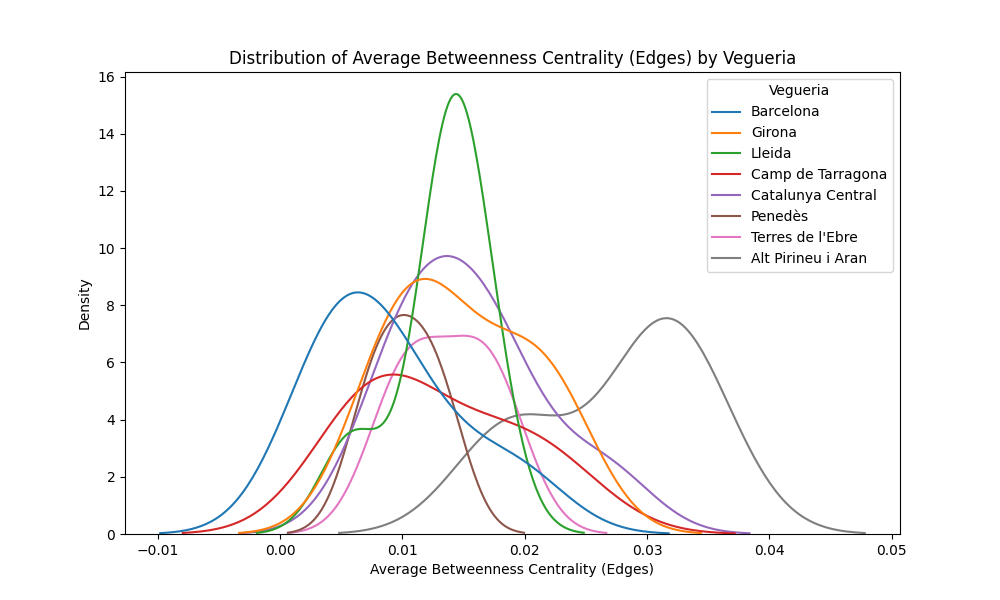 Distribution of Average Betweenness Centrality (Edges) by Vegueria
16
14
12
10
8
6
4
2
0
Density
−0.01
0.00
0.01
0.02
0.03
0.04
0.05
Average Betweenness Centrality (Edges)
Vegueria
Barcelona
Girona
Lleida
Camp de Tarragona
Catalunya Central
Penedès
Terres de l'Ebre
Alt Pirineu i Aran